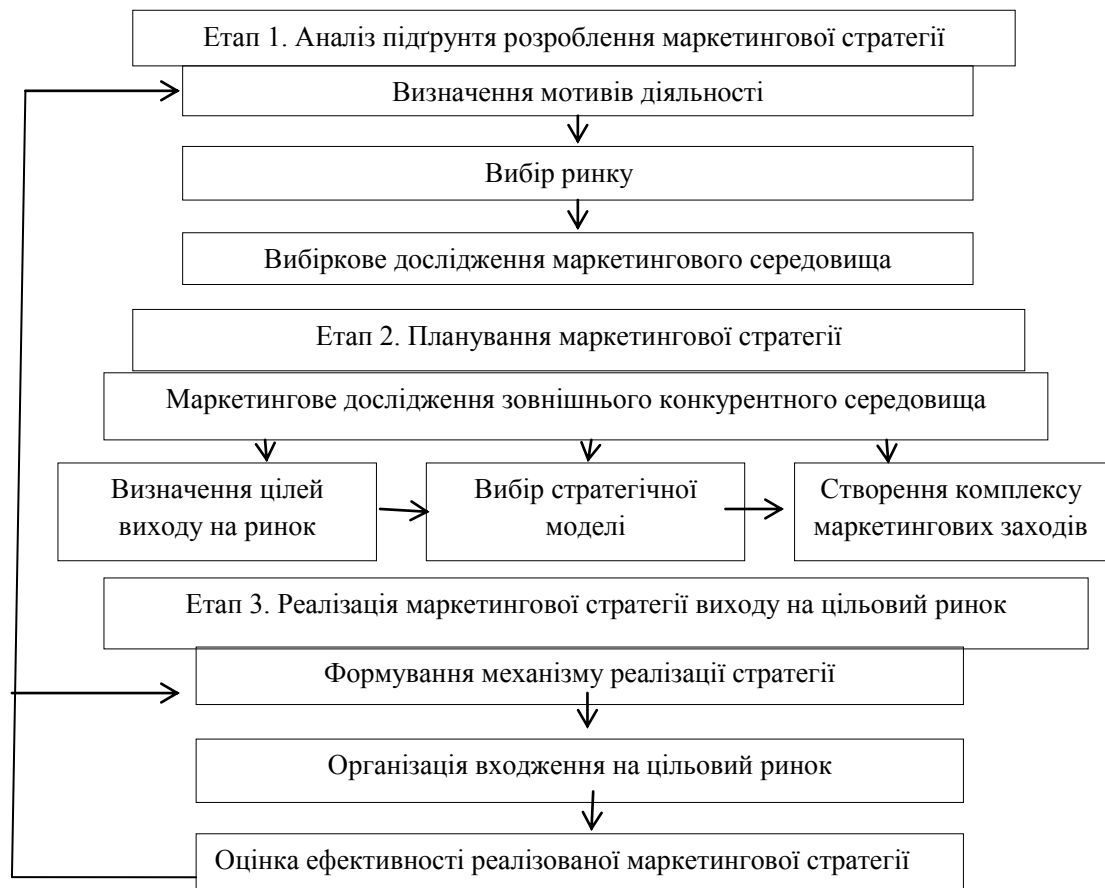 Етап 1. Аналіз підґрунтя розроблення маркетингової стратегії
Визначення мотивів діяльності
Вибір ринку
Вибіркове дослідження маркетингового середовища
Етап 2. Планування маркетингової стратегії
Маркетингове дослідження зовнішнього конкурентного середовища
Визначення цілей
виходу на ринок
Вибір стратегічної
моделі
Створення комплексу
маркетингових заходів
Етап 3. Реалізація маркетингової стратегії виходу на цільовий ринок
Формування механізму реалізації стратегії
Організація входження на цільовий ринок
Оцінка ефективності реалізованої маркетингової стратегії